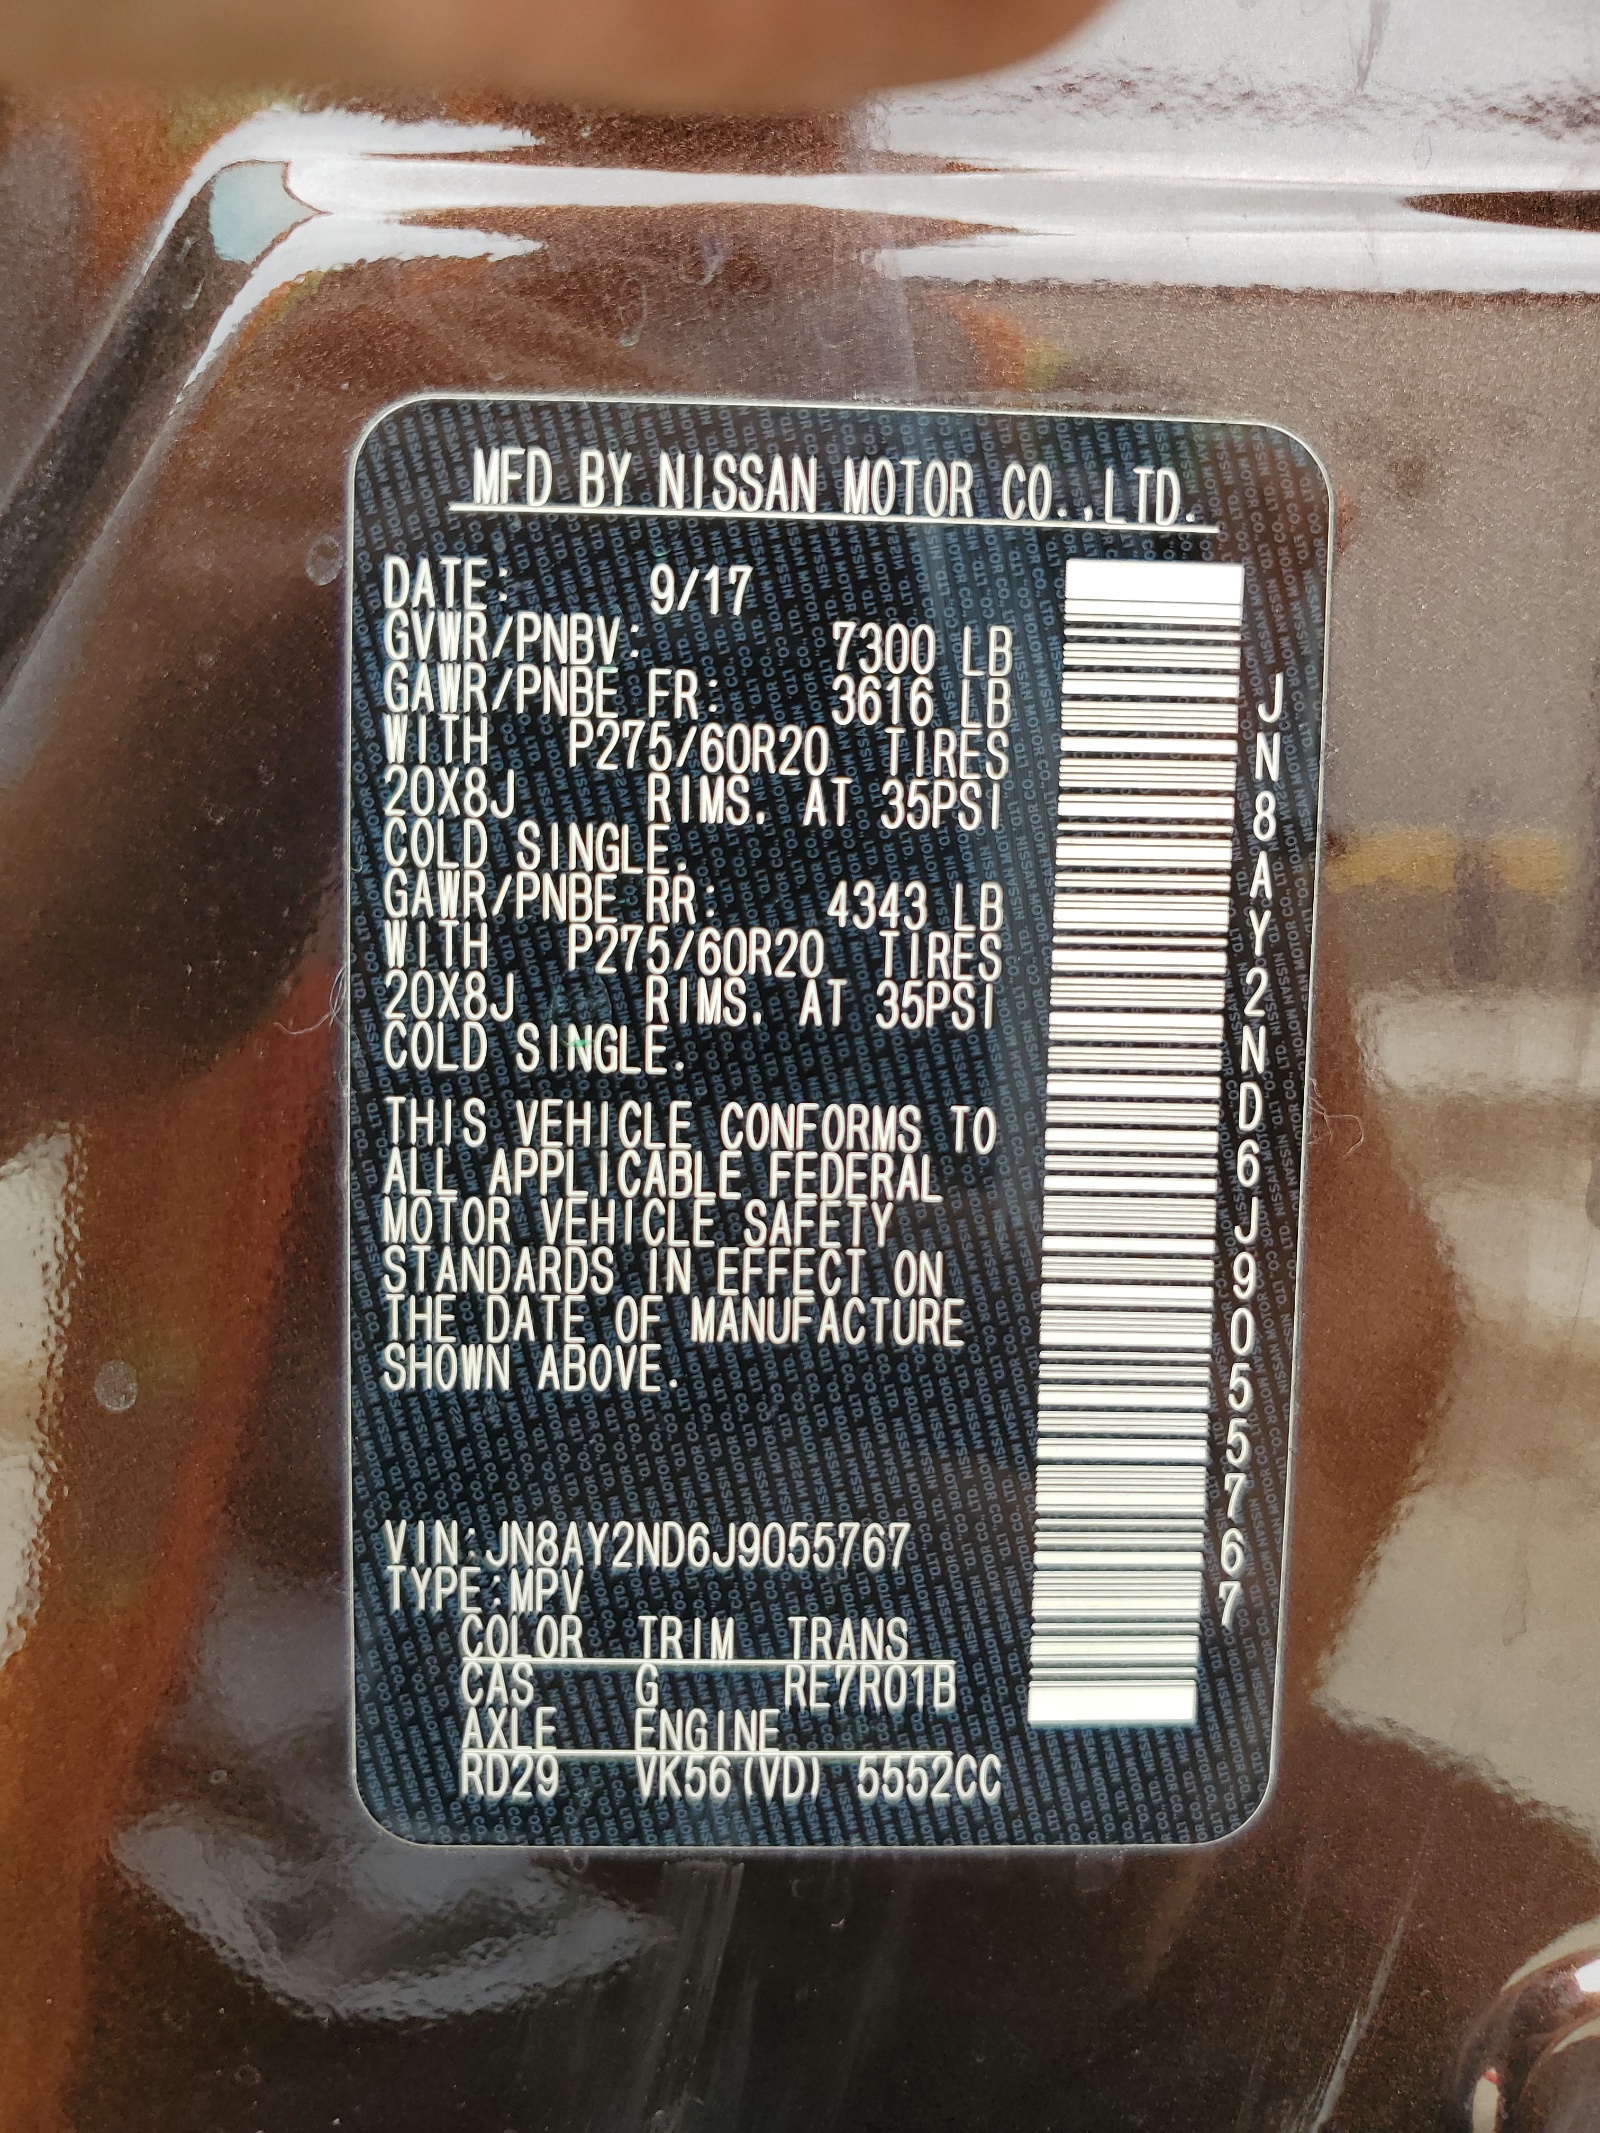 MFD BY NISSAN MOTOR CO.,LTD.
DATE: 9/17
GVWR/PNBV: 7300 LB
GAWR/PNBE FR: 3616 LB
WITH P275/60R20 TIRES
20X8J RIMS. AT 35PSI
COLD SINGLE.
GAWR/PNBE RR: 4343 LB
WITH P275/60R20 TIRES
20X8J RIMS. AT 35PSI
COLD SINGLE.
THIS VEHICLE CONFORMS TO
ALL APPLICABLE FEDERAL
MOTOR VEHICLE SAFETY
STANDARDS IN EFFECT ON
THE DATE OF MANUFACTURE
SHOWN ABOVE.
VIN:JN8AY2ND6J9055767
TYPE:MPV
COLOR TRIM TRANS
CAS G RE7R01B
AXLE ENGINE
RD29 VK56(VD) 5552CC
JN8AY2ND6J9055767